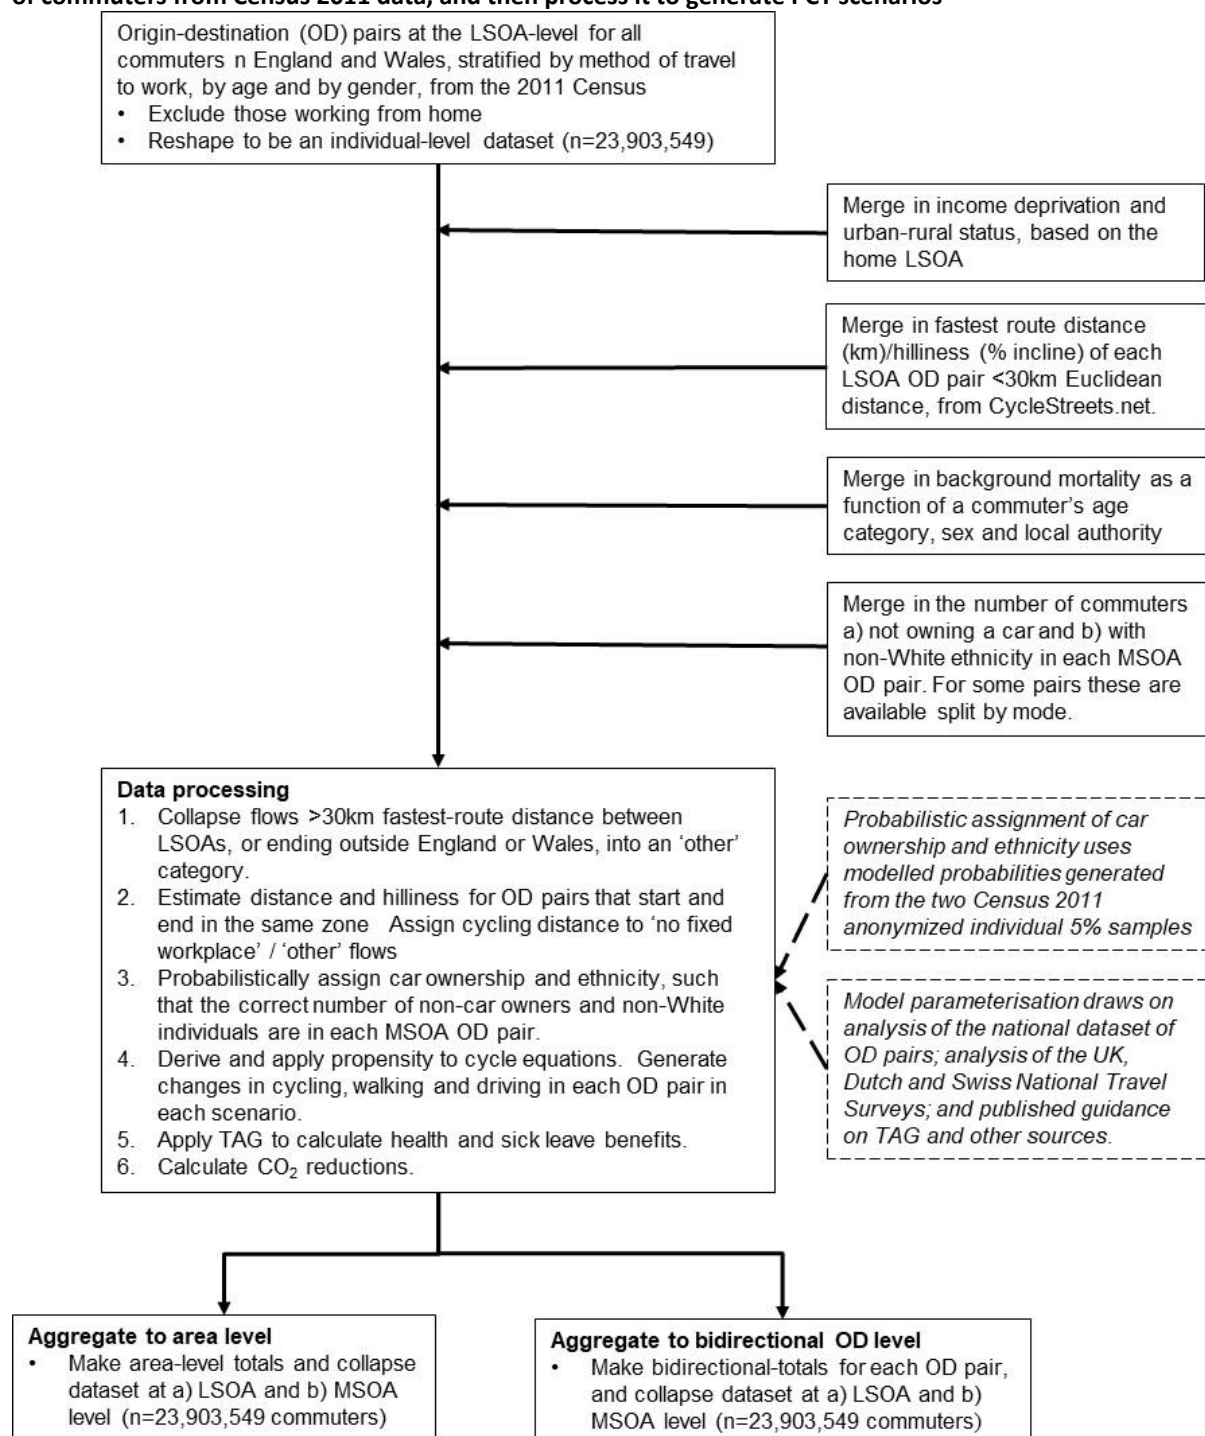 of commuters from Census 2011 data, and then process it to generate PCT scenarios
Origin-destination (OD) pairs at the LSOA-level for all
commuters n England and Wales, stratified by method of travel
to work, by age and by gender, from the 2011 Census
• Exclude those working from home
• Reshape to be an individual-level dataset (n=23,903,549)
Merge in income deprivation and
urban-rural status, based on the
home LSOA
Merge in fastest route distance
(km)/hilliness (% incline) of each
LSOA OD pair <30km Euclidean
distance, from CycleStreets.net.
Merge in background mortality as a
function of a commuter's age
category, sex and local authority
Merge in the number of commuters
a) not owning a car and b) with
non-White ethnicity in each MSOA
OD pair. For some pairs these are
available split by mode.
Data processing
1. Collapse flows >30km fastest-route distance between
LSOAs, or ending outside England or Wales, into an 'other'
category.
2. Estimate distance and hilliness for OD pairs that start and
end in the same zone Assign cycling distance to 'no fixed
workplace' / 'other' flows
3. Probabilistically assign car ownership and ethnicity, such
that the correct number of non-car owners and non-White
individuals are in each MSOA OD pair.
4. Derive and apply propensity to cycle equations. Generate
changes in cycling, walking and driving in each OD pair in
each scenario.
5. Apply TAG to calculate health and sick leave benefits.
6. Calculate CO₂ reductions.
Probabilistic assignment of car
ownership and ethnicity uses
modelled probabilities generated
from the two Census 2011
anonymized individual 5% samples
Model parameterisation draws on
analysis of the national dataset of
OD pairs; analysis of the UK,
Dutch and Swiss National Travel
Surveys; and published guidance
on TAG and other sources.
Aggregate to area level
• Make area-level totals and collapse
dataset at a) LSOA and b) MSOA
level (n=23,903,549 commuters)
Aggregate to bidirectional OD level
• Make bidirectional-totals for each OD pair,
and collapse dataset at a) LSOA and b)
MSOA level (n=23,903,549 commuters)